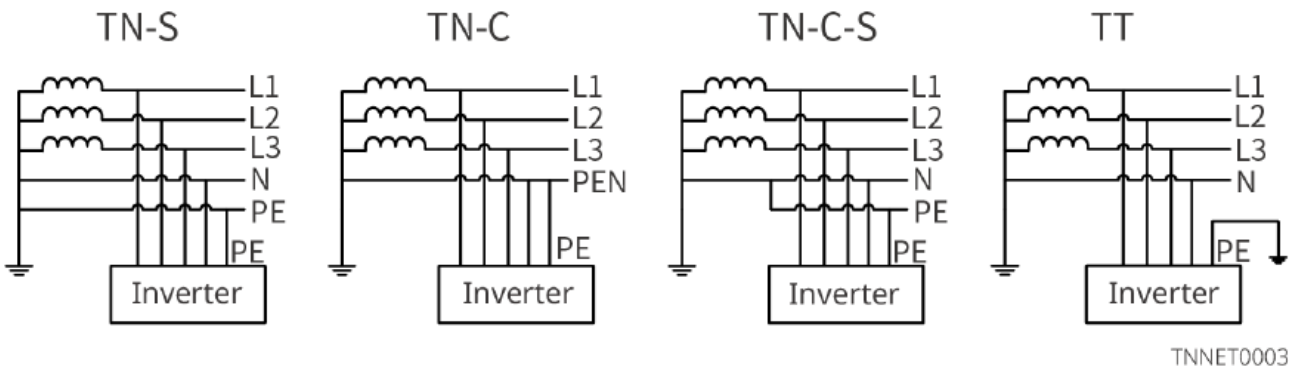 TN-S TN-C TN-C-S TT
L1 L1 L1 L1
L2 L2 L2 L2
L3 L3 L3 L3
N PEN N N
PE PE
PE PE PE PE
Inverter Inverter Inverter Inverter
TNNET0003